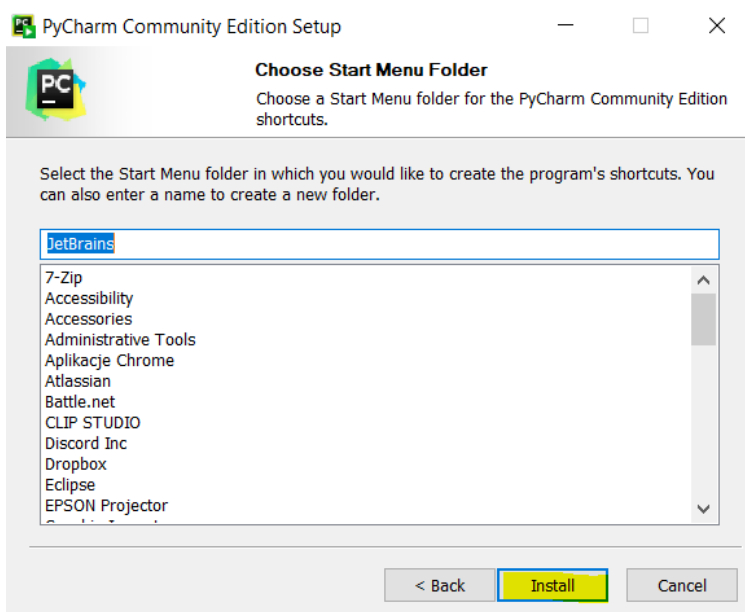 PyCharm Community Edition Setup
PC
Choose Start Menu Folder
Choose a Start Menu folder for the PyCharm Community Edition
shortcuts.
Select the Start Menu folder in which you would like to create the program's shortcuts. You
can also enter a name to create a new folder.
JetBrains
7-Zip
Accessibility
Accessories
Administrative Tools
Aplikacje Chrome
Atlassian
Battle.net
CLIP STUDIO
Discord Inc
Dropbox
Eclipse
EPSON Projector
< Back
Install
Cancel